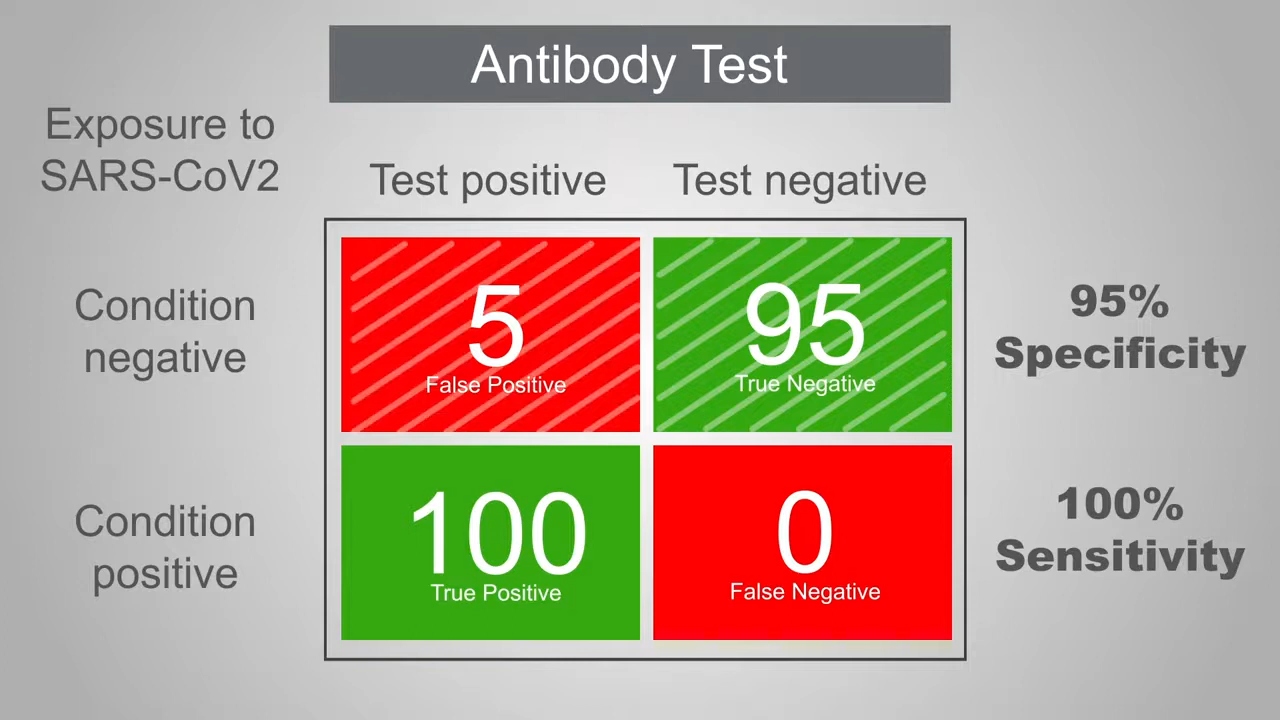 Antibody Test
Exposure to
SARS-CoV2
Test positive
Test negative
Condition
negative
5
False Positive
95
True Negative
95%
Specificity
Condition
positive
100
True Positive
0
False Negative
100%
Sensitivity